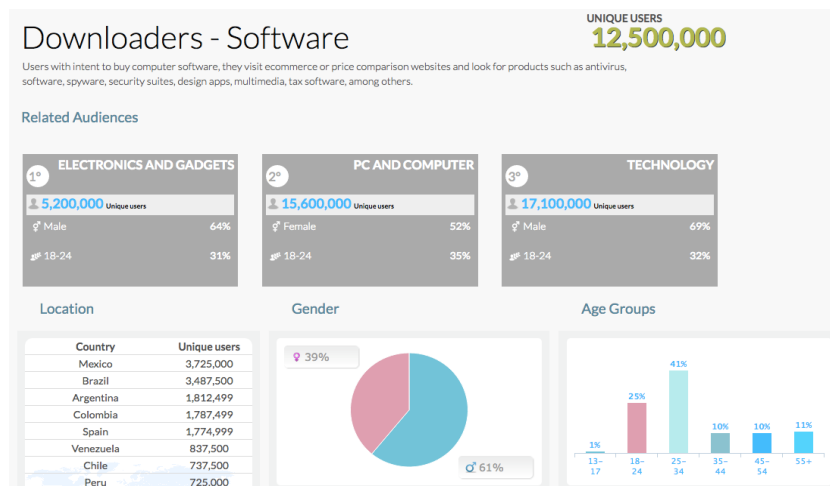 Downloaders - Software
UNIQUE USERS
12,500,000
Users with intent to buy computer software, they visit ecommerce or price comparison websites and look for products such as antivirus,
software, spyware, security suites, design apps, multimedia, tax software, among others.
Related Audiences
1°
ELECTRONICS AND GADGETS
5,200,000 Unique users
Male 64%
18-24 31%
2°
PC AND COMPUTER
15,600,000 Unique users
Female 52%
18-24 35%
3°
TECHNOLOGY
17,100,000 Unique users
Male 69%
18-24 32%
Location
Country Unique users
Mexico 3,725,000
Brazil 3,487,500
Argentina 1,812,499
Colombia 1,787,499
Spain 1,774,999
Venezuela 837,500
Chile 737,500
Peru 725,000
Gender
♀ 39%
♂ 61%
Age Groups
1%
25%
41%
10%
10%
11%
13-
17
18-
24
25-
34
35-
44
45-
54
55+